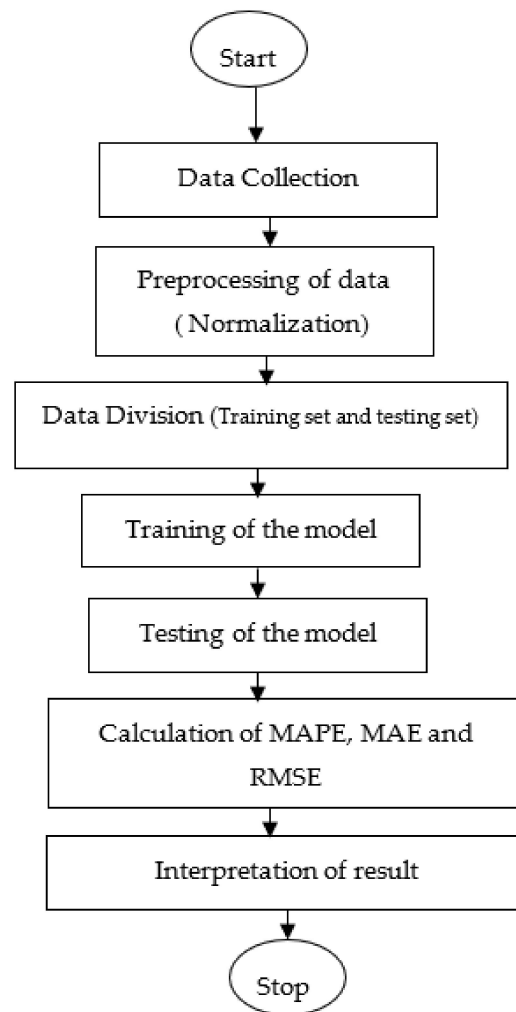 Start
Data Collection
Preprocessing of data
( Normalization)
Data Division (Training set and testing set)
Training of the model
Testing of the model
Calculation of MAPE, MAE and
RMSE
Interpretation of result
Stop